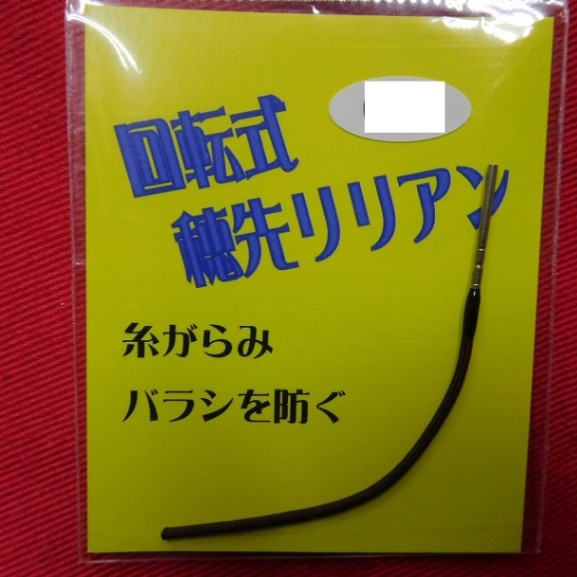 回転式
穂先リリアン
糸がらみ
バラシを防ぐ